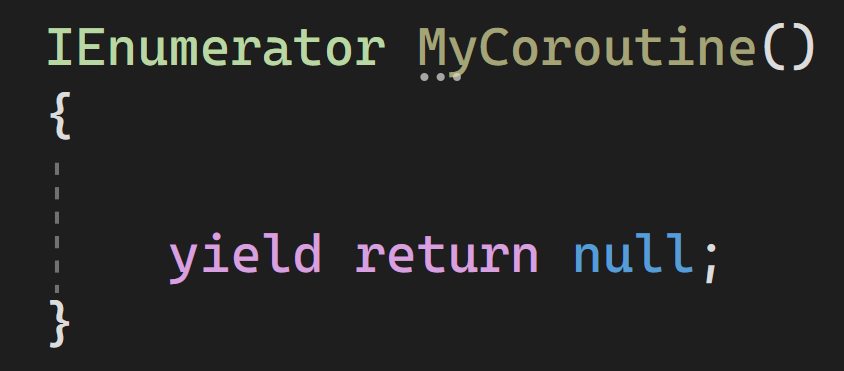 IEnumerator MyCoroutine()
{
yield return null;
}